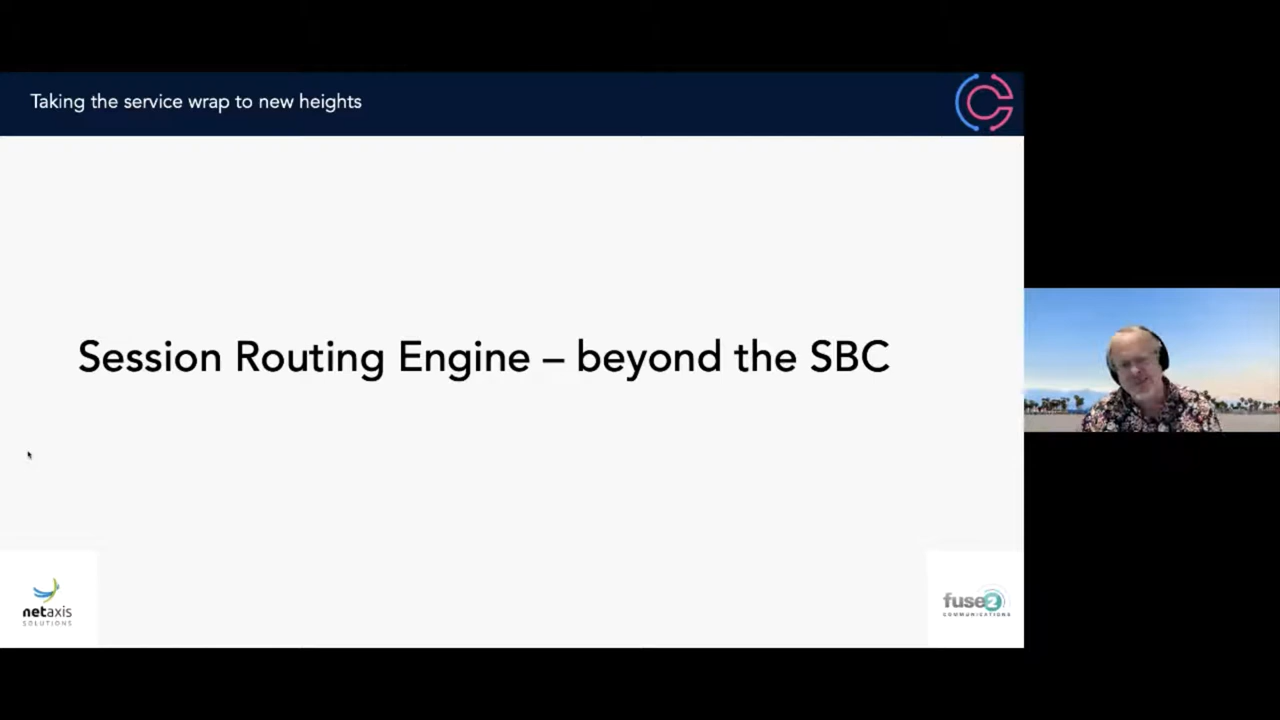 Taking the service wrap to new heights
Session Routing Engine – beyond the SBC
netaxis
SOLUTIONS
fuse2
COMMUNICATIONS